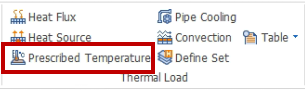 Heat Flux Pipe Cooling
Heat Source Convection Table
Prescribed Temperature Define Set
Thermal Load